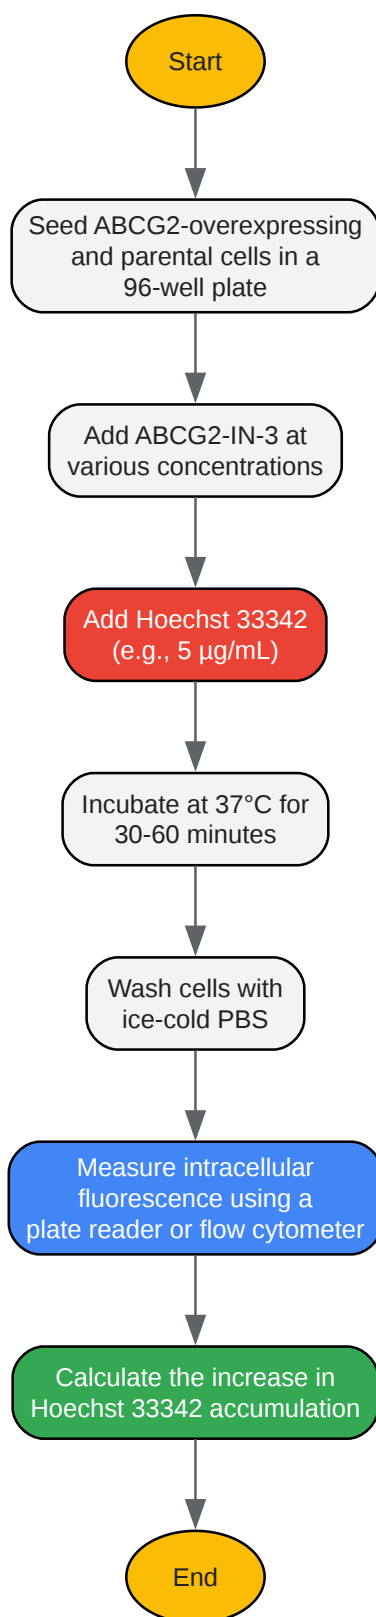 Start
Seed ABCG2-overexpressing
and parental cells in a
96-well plate
Add ABCG2-IN-3 at
various concentrations
Add Hoechst 33342
(e.g., 5 µg/mL)
Incubate at 37°C for
30-60 minutes
Wash cells with
ice-cold PBS
Measure intracellular
fluorescence using a
plate reader or flow cytometer
Calculate the increase in
Hoechst 33342 accumulation
End